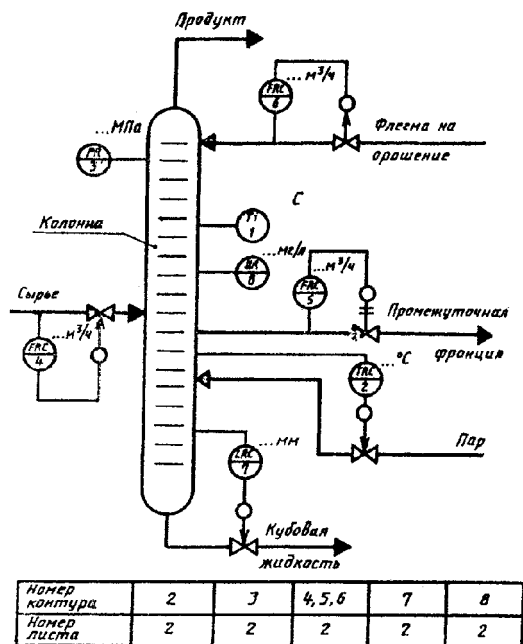 Продукт
...м³/ч
FRC
6
...МПа
Флегма на
орошение
PR
3
С
TI
1
Колонна
...мг/л
8
...м³/ч
FRC
5
Сырье
...м³/ч
FRC
4
Промежуточная
фракция
...°С
TRC
2
Пар
...мм
LRC
7
Кубовая
жидкость
Номер контура 2 3 4,5,6 7 8
Номер листа 2 2 2 2 2